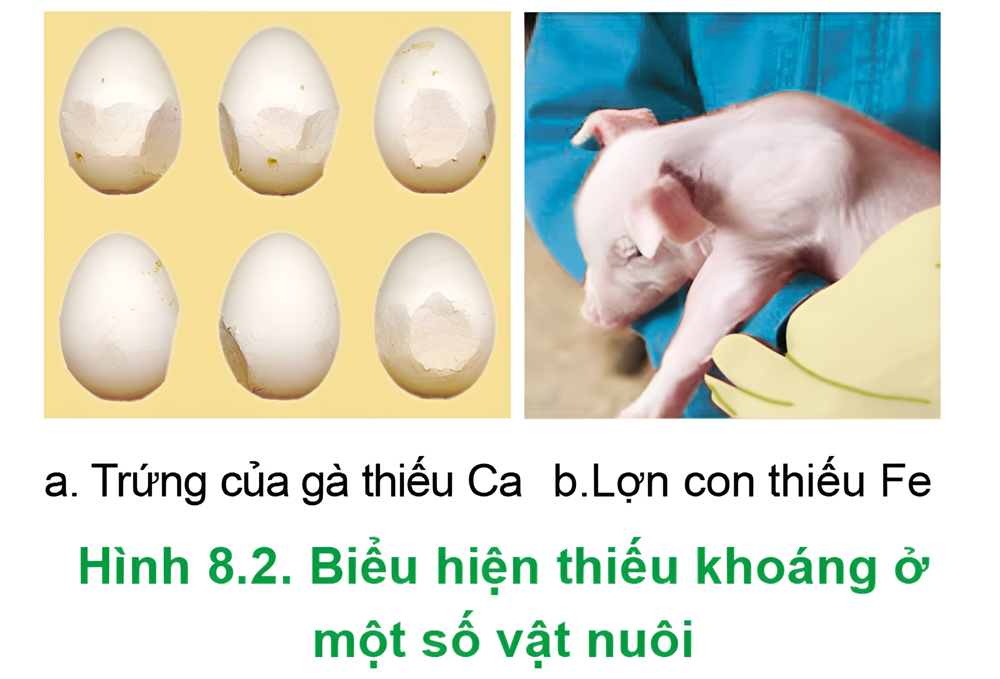 a. Trứng của gà thiếu Ca b.Lợn con thiếu Fe
Hình 8.2. Biểu hiện thiếu khoáng ở
một số vật nuôi